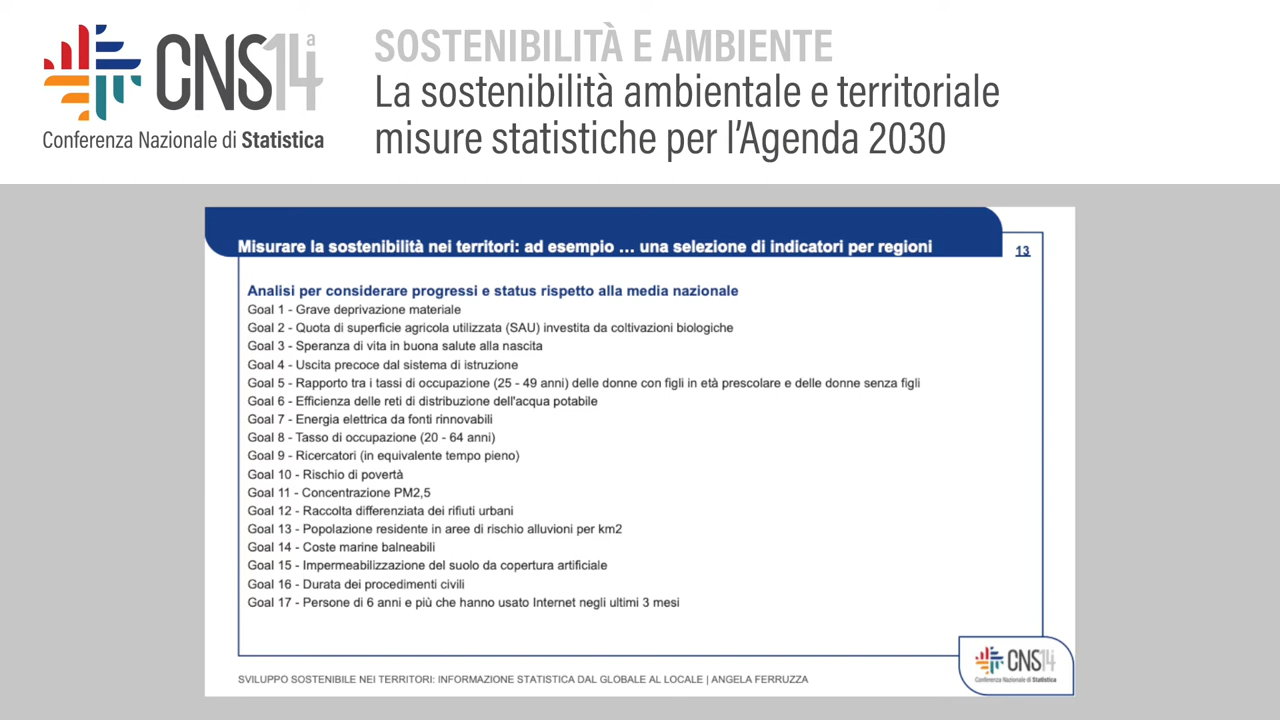 CNS14a
Conferenza Nazionale di Statistica
SOSTENIBILITÀ E AMBIENTE
La sostenibilità ambientale e territoriale
misure statistiche per l'Agenda 2030
Misurare la sostenibilità nei territori: ad esempio … una selezione di indicatori per regioni
13
Analisi per considerare progressi e status rispetto alla media nazionale
Goal 1 - Grave deprivazione materiale
Goal 2 - Quota di superficie agricola utilizzata (SAU) investita da coltivazioni biologiche
Goal 3 - Speranza di vita in buona salute alla nascita
Goal 4 - Uscita precoce dal sistema di istruzione
Goal 5 - Rapporto tra i tassi di occupazione (25 - 49 anni) delle donne con figli in età prescolare e delle donne senza figli
Goal 6 - Efficienza delle reti di distribuzione dell'acqua potabile
Goal 7 - Energia elettrica da fonti rinnovabili
Goal 8 - Tasso di occupazione (20 - 64 anni)
Goal 9 - Ricercatori (in equivalente tempo pieno)
Goal 10 - Rischio di povertà
Goal 11 - Concentrazione PM2,5
Goal 12 - Raccolta differenziata dei rifiuti urbani
Goal 13 - Popolazione residente in aree di rischio alluvioni per km2
Goal 14 - Coste marine balneabili
Goal 15 - Impermeabilizzazione del suolo da copertura artificiale
Goal 16 - Durata dei procedimenti civili
Goal 17 - Persone di 6 anni e più che hanno usato Internet negli ultimi 3 mesi
SVILUPPO SOSTENIBILE NEI TERRITORI: INFORMAZIONE STATISTICA DAL GLOBALE AL LOCALE | ANGELA FERRUZZA
CNS14
Conferenza Nazionale di Statistica